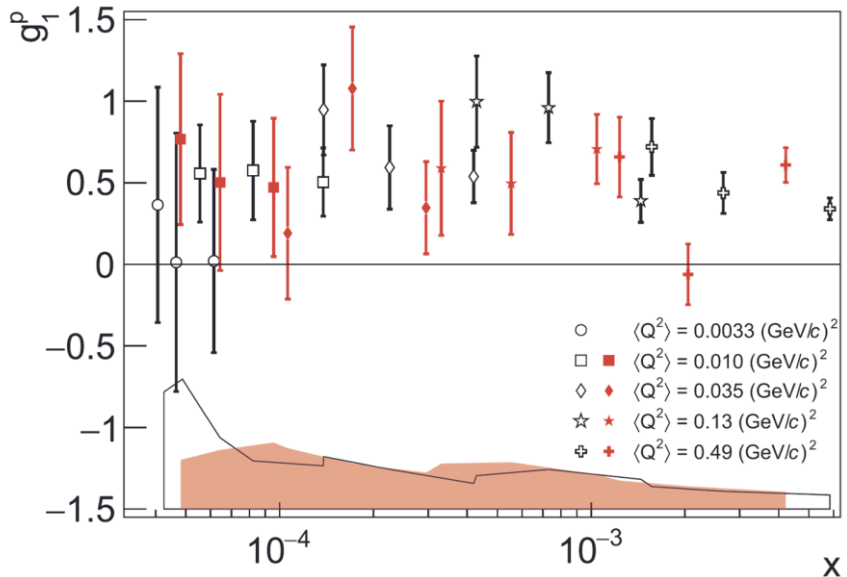 g₁ᵖ
1.5
1
0.5
0
−0.5
−1
−1.5
⟨Q²⟩ = 0.0033 (GeV/c)²
⟨Q²⟩ = 0.010 (GeV/c)²
⟨Q²⟩ = 0.035 (GeV/c)²
⟨Q²⟩ = 0.13 (GeV/c)²
⟨Q²⟩ = 0.49 (GeV/c)²
10⁻⁴ 10⁻³
x